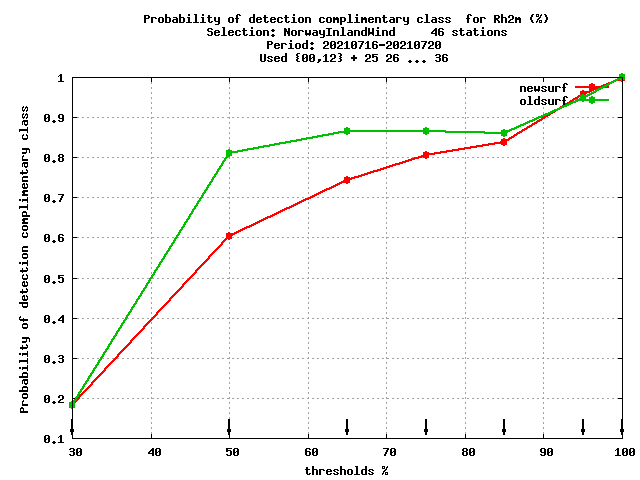 Probability of detection complimentary class  for Rh2m (%)
Selection: NorwayInlandWind     46 stations
Period: 20210716-20210720
Used {00,12} + 25 26 ... 36
newsurf
oldsurf
Probability of detection complimentary class
1
0.9
0.8
0.7
0.6
0.5
0.4
0.3
0.2
0.1
30 40 50 60 70 80 90 100
thresholds %